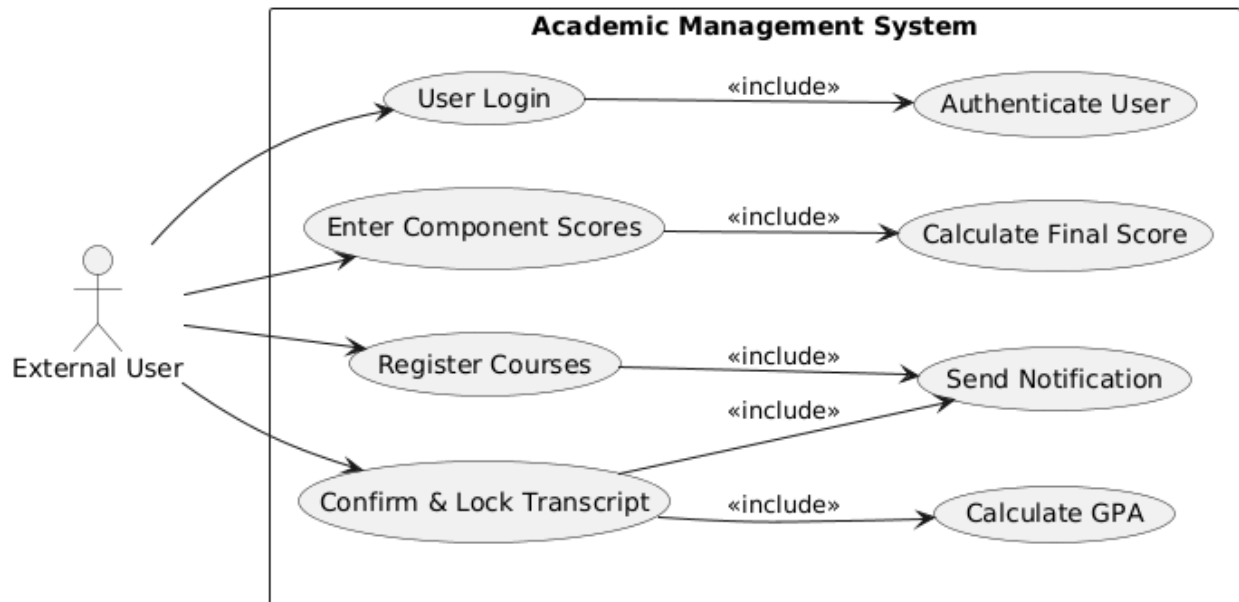 Academic Management System
User Login
«include»
Authenticate User
Enter Component Scores
«include»
Calculate Final Score
External User
Register Courses
«include»
Send Notification
«include»
Confirm & Lock Transcript
«include»
Calculate GPA